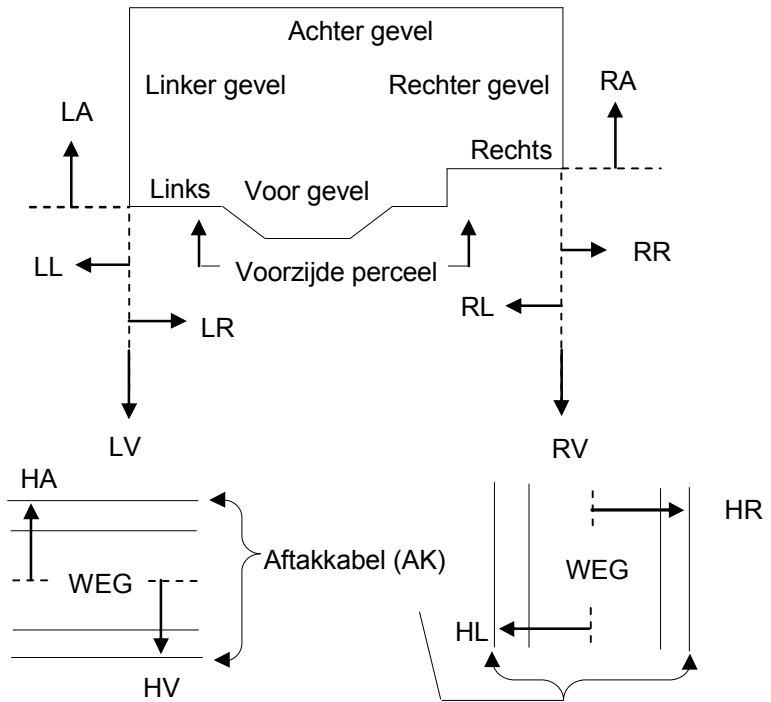 Achter gevel
Linker gevel
Rechter gevel
RA
LA
Rechts
Links
Voor gevel
LL
Voorzijde perceel
RR
RL
LR
LV
RV
HA
HR
Aftakkabel (AK)
WEG
WEG
HL
HV